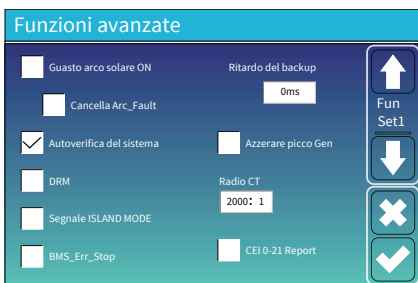 Funzioni avanzate
Guasto arco solare ON
Ritardo del backup
0ms
Cancella Arc_Fault
Fun
Set1
Autoverifica del sistema
Azzerare picco Gen
DRM
Radio CT
2000: 1
Segnale ISLAND MODE
BMS_Err_Stop
CEI 0-21 Report